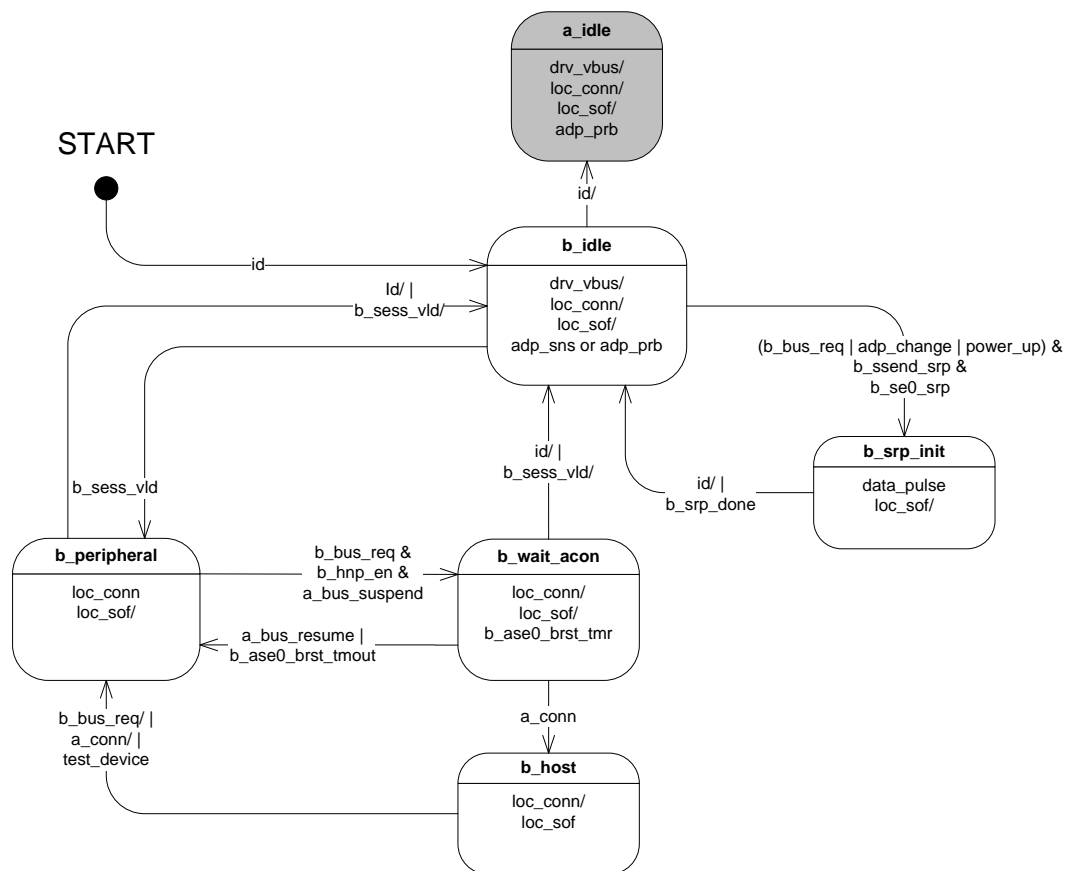 a_idle
drv_vbus/
loc_conn/
loc_sof/
adp_prb
START
id/
id
b_idle
drv_vbus/
loc_conn/
loc_sof/
adp_sns or adp_prb
Id/ |
b_sess_vld/
(b_bus_req | adp_change | power_up) &
b_ssend_srp &
b_se0_srp
b_sess_vld
id/ |
b_sess_vld/
id/ |
b_srp_done
b_srp_init
data_pulse
loc_sof/
b_peripheral
loc_conn
loc_sof/
b_bus_req &
b_hnp_en &
a_bus_suspend
a_bus_resume |
b_ase0_brst_tmout
b_wait_acon
loc_conn/
loc_sof/
b_ase0_brst_tmr
b_bus_req/ |
a_conn/ |
test_device
a_conn
b_host
loc_conn/
loc_sof